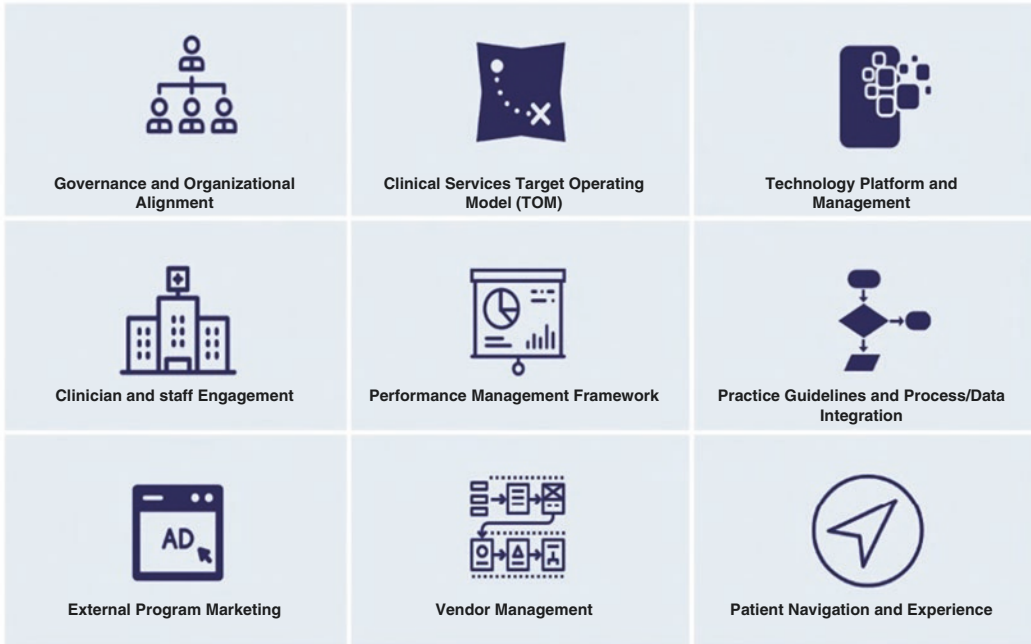 Governance and Organizational
Alignment
Clinical Services Target Operating
Model (TOM)
Technology Platform and
Management
Clinician and staff Engagement
Performance Management Framework
Practice Guidelines and Process/Data
Integration
AD
External Program Marketing
Vendor Management
Patient Navigation and Experience